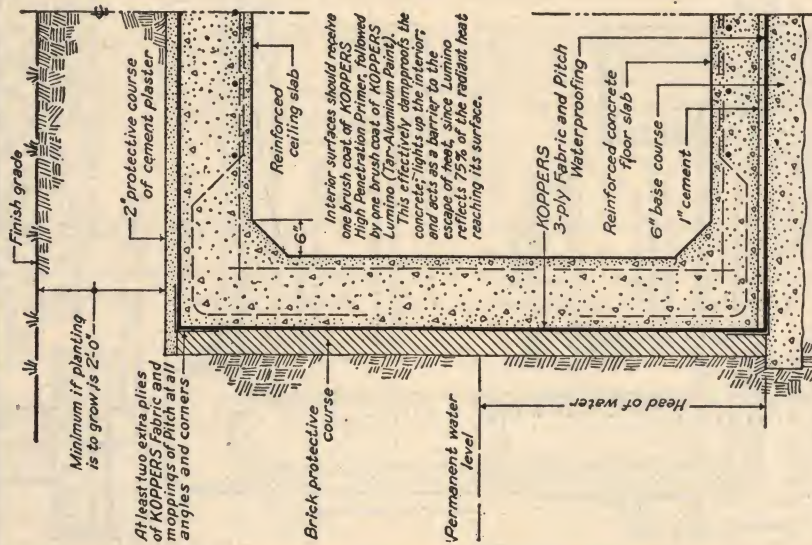 Finish grade
2" protective course
of cement plaster
Minimum if planting
is to grow is 2'-0"
At least two extra plies
of KOPPERS Fabric and
moppings of Pitch at all
angles and corners
Reinforced
ceiling slab
6"
Interior surfaces should receive
one brush coat of KOPPERS
High Penetration Primer, followed
by one brush coat of KOPPERS
Lumino (Tar-Aluminum Paint).
This effectively dampproofs the
concrete; lights up the interior;
and acts as a barrier to the
escape of heat, since Lumino
reflects 75% of the radiant heat
reaching its surface.
Brick protective
course
Permanent water
level
Head of water
KOPPERS
3-ply Fabric and Pitch
Waterproofing
Reinforced concrete
floor slab
6" base course
1" cement